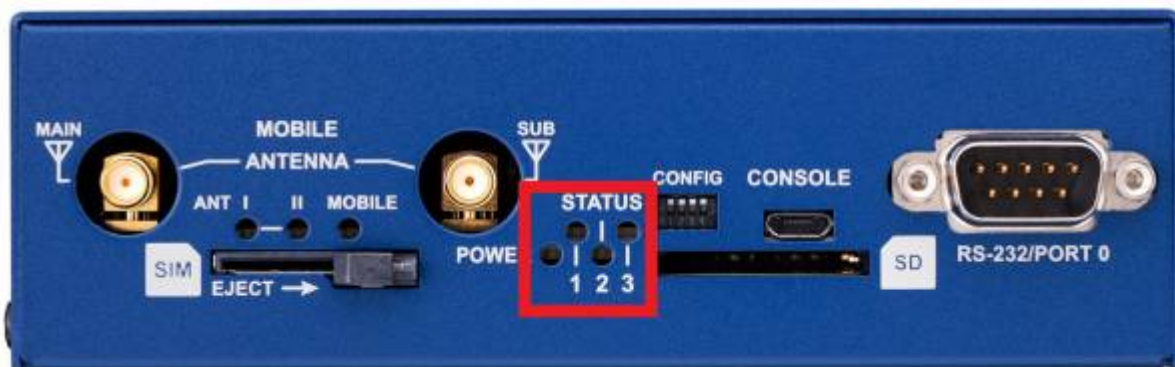 MAIN
MOBILE
ANTENNA
SUB
ANT I II MOBILE
SIM
EJECT →
POWE
STATUS
1 2 3
CONFIG
CONSOLE
SD
RS-232/PORT 0